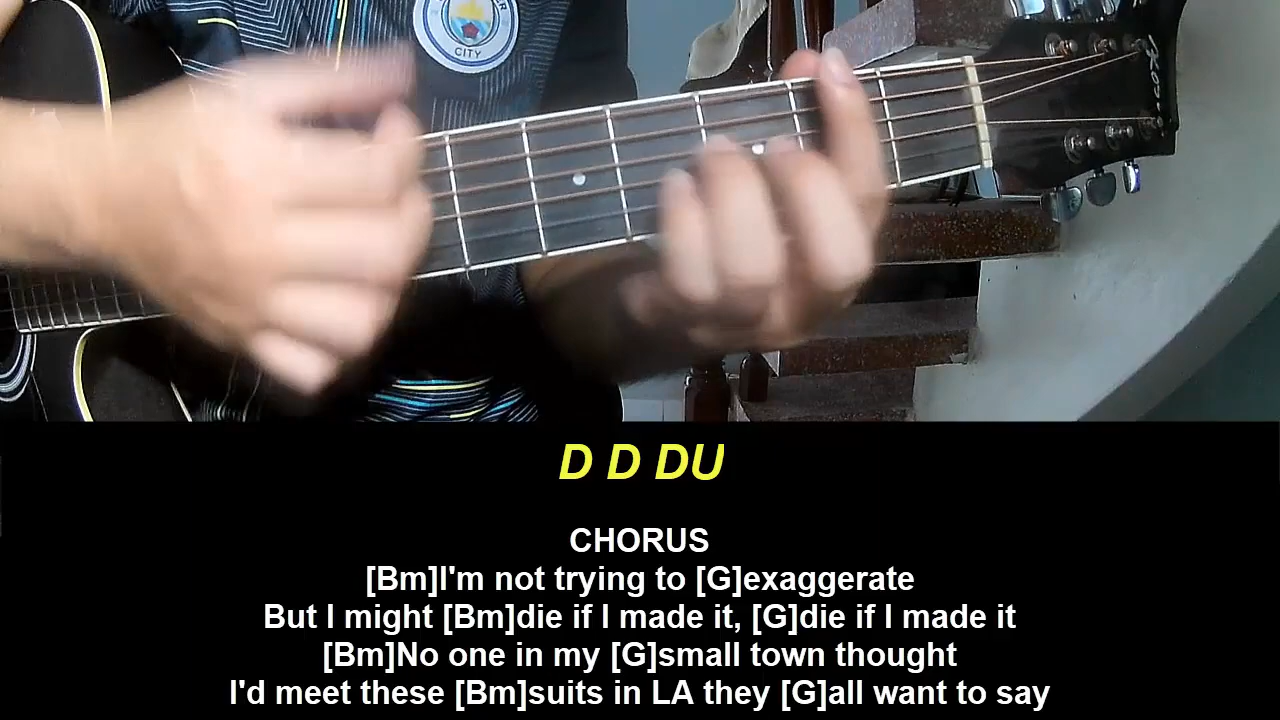 CITY
D D DU
CHORUS
[Bm]I'm not trying to [G]exaggerate
But I might [Bm]die if I made it, [G]die if I made it
[Bm]No one in my [G]small town thought
I'd meet these [Bm]suits in LA they [G]all want to say